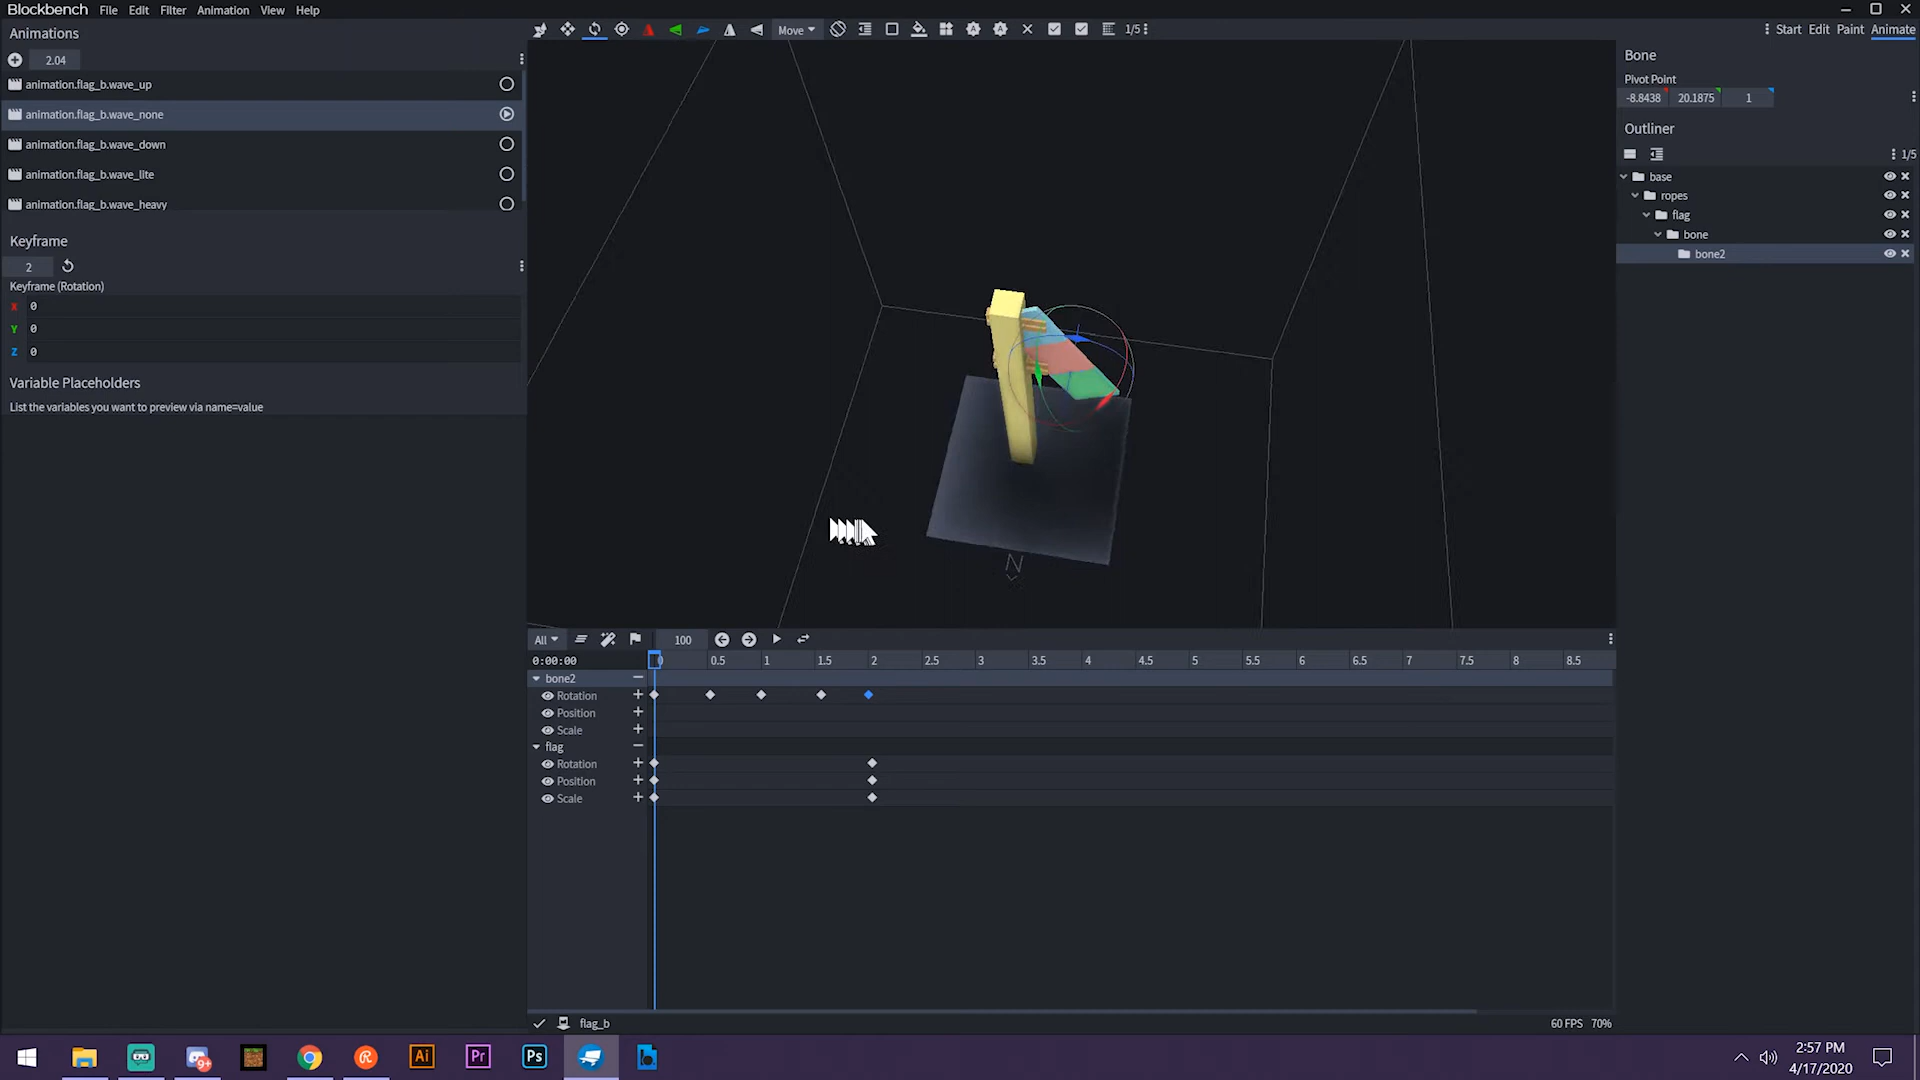 Blockbench File Edit Filter Animation View Help
Animations
2.04
animation.flag_b.wave_up
animation.flag_b.wave_none
animation.flag_b.wave_down
animation.flag_b.wave_lite
animation.flag_b.wave_heavy
Keyframe
2
Keyframe (Rotation)
X 0
Y 0
Z 0
Variable Placeholders
List the variables you want to preview via name=value
Move
1/5
Start Edit Paint Animate
Bone
Pivot Point
-8.8438 20.1875 1
Outliner
1/5
base
ropes
flag
bone
bone2
N
All 100
0:00:00 0 0.5 1 1.5 2 2.5 3 3.5 4 4.5 5 5.5 6 6.5 7 7.5 8 8.5
bone2
Rotation
Position
Scale
flag
Rotation
Position
Scale
flag_b
60 FPS 70%
9+
Ai
Pr
Ps
2:57 PM
4/17/2020